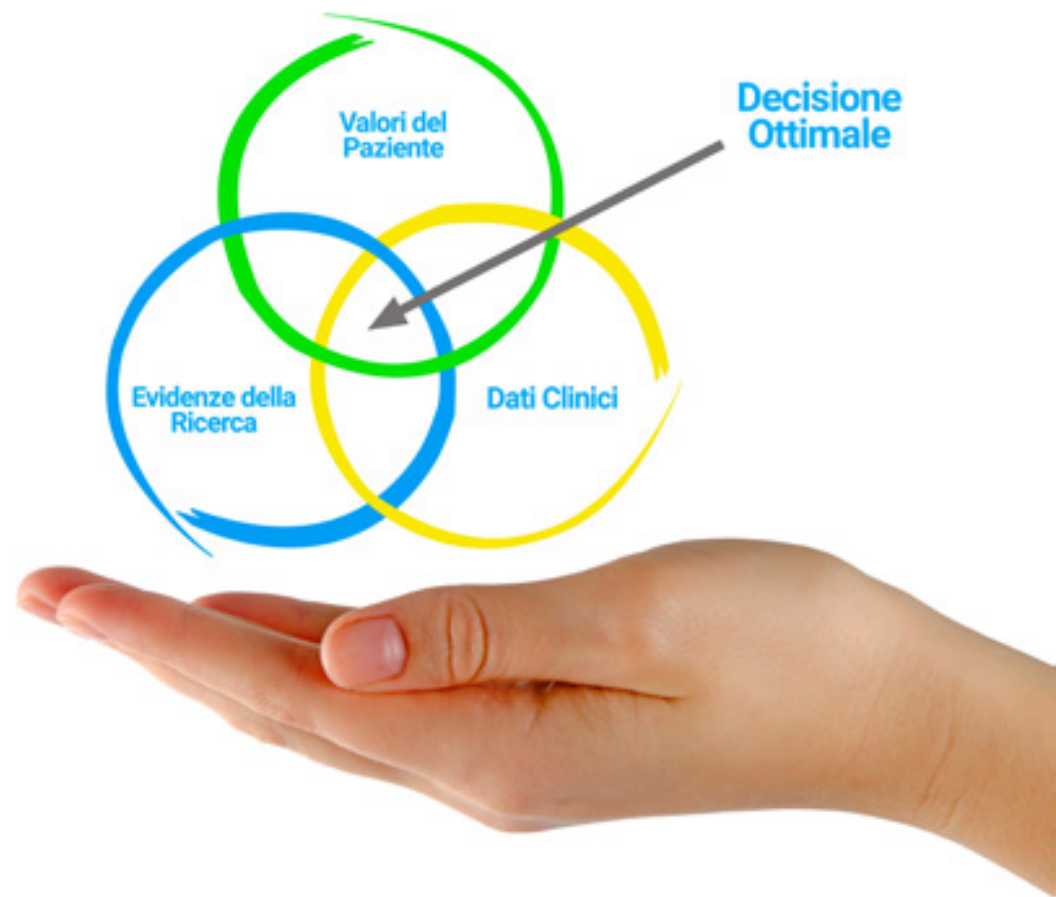 Valori del
Paziente
Decisione
Ottimale
Evidenze della
Ricerca
Dati Clinici